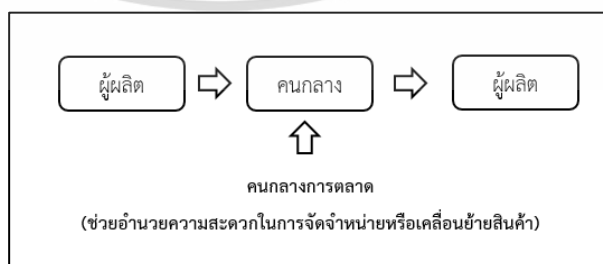 ผู้ผลิต คนกลาง ผู้ผลิต
คนกลางการตลาด
(ช่วยอำนวยความสะดวกในการจัดจำหน่ายหรือเคลื่อนย้ายสินค้า)